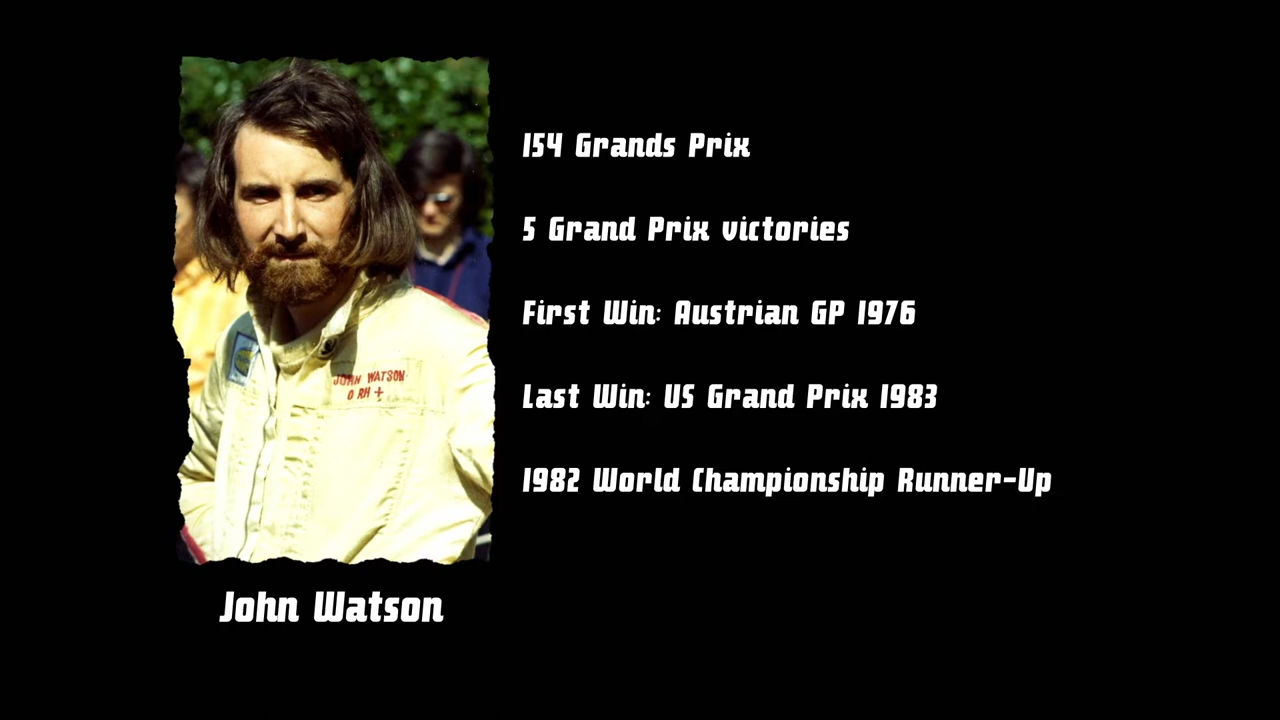 154 Grands Prix
5 Grand Prix victories
First Win: Austrian GP 1976
Last Win: US Grand Prix 1983
1982 World Championship Runner-Up
JOHN WATSON
O RH +
John Watson